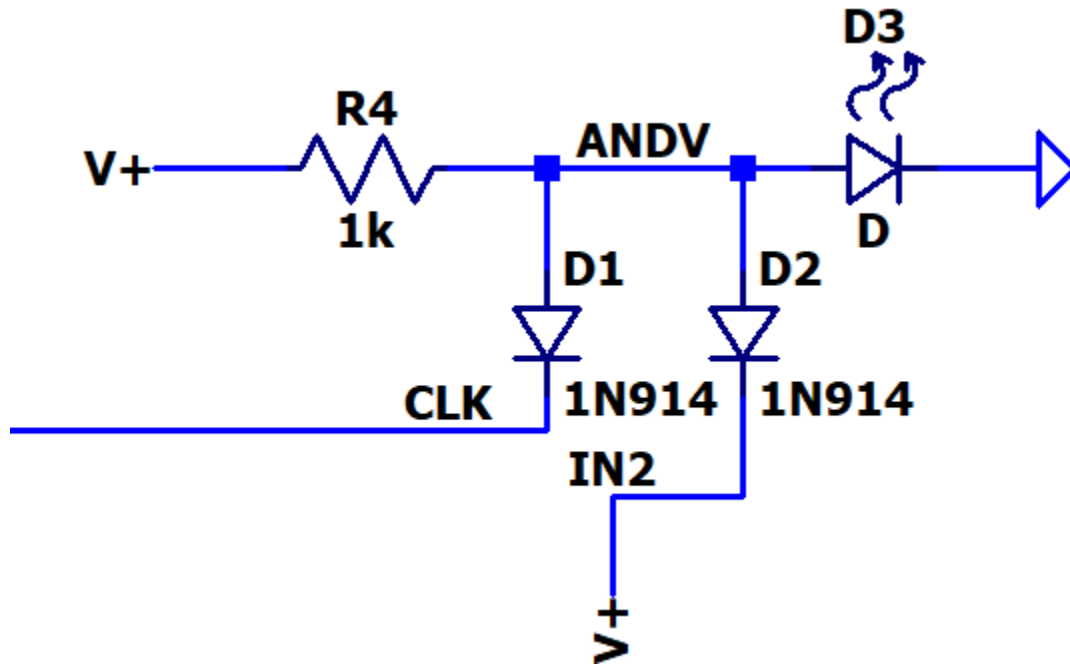 D3
R4
ANDV
V+
1k
D
D1
D2
CLK
1N914
1N914
IN2
V+